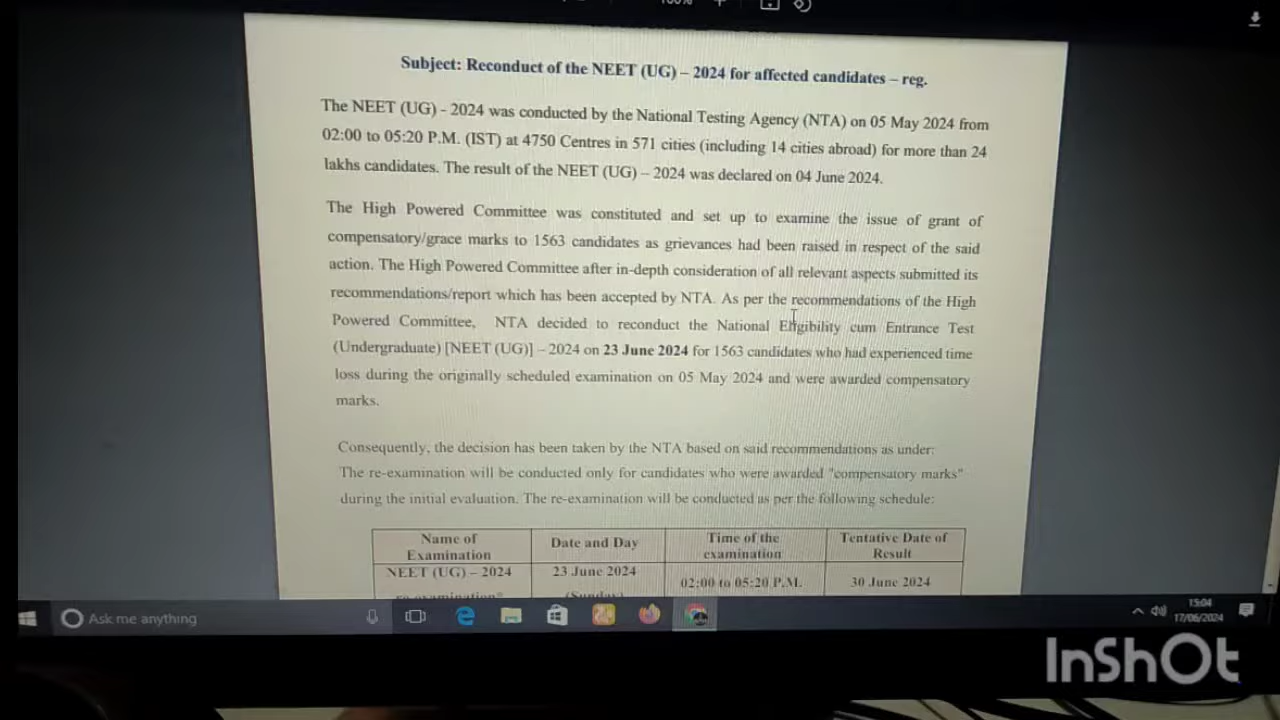 100%
Subject: Reconduct of the NEET (UG) – 2024 for affected candidates – reg.
The NEET (UG) - 2024 was conducted by the National Testing Agency (NTA) on 05 May 2024 from
02:00 to 05:20 P.M. (IST) at 4750 Centres in 571 cities (including 14 cities abroad) for more than 24
lakhs candidates. The result of the NEET (UG) – 2024 was declared on 04 June 2024.
The High Powered Committee was constituted and set up to examine the issue of grant of
compensatory/grace marks to 1563 candidates as grievances had been raised in respect of the said
action. The High Powered Committee after in-depth consideration of all relevant aspects submitted its
recommendations/report which has been accepted by NTA. As per the recommendations of the High
Powered Committee, NTA decided to reconduct the National Eligibility cum Entrance Test
(Undergraduate) [NEET (UG)] – 2024 on 23 June 2024 for 1563 candidates who had experienced time
loss during the originally scheduled examination on 05 May 2024 and were awarded compensatory
marks.
Consequently, the decision has been taken by the NTA based on said recommendations as under:
The re-examination will be conducted only for candidates who were awarded "compensatory marks"
during the initial evaluation. The re-examination will be conducted as per the following schedule:
Name of
Examination
Date and Day
Time of the
examination
Tentative Date of
Result
NEET (UG) – 2024
re-examination*
23 June 2024
(Sunday)
02:00 to 05:20 P.M.
30 June 2024
Ask me anything
15:04
17/06/2024
InShOt